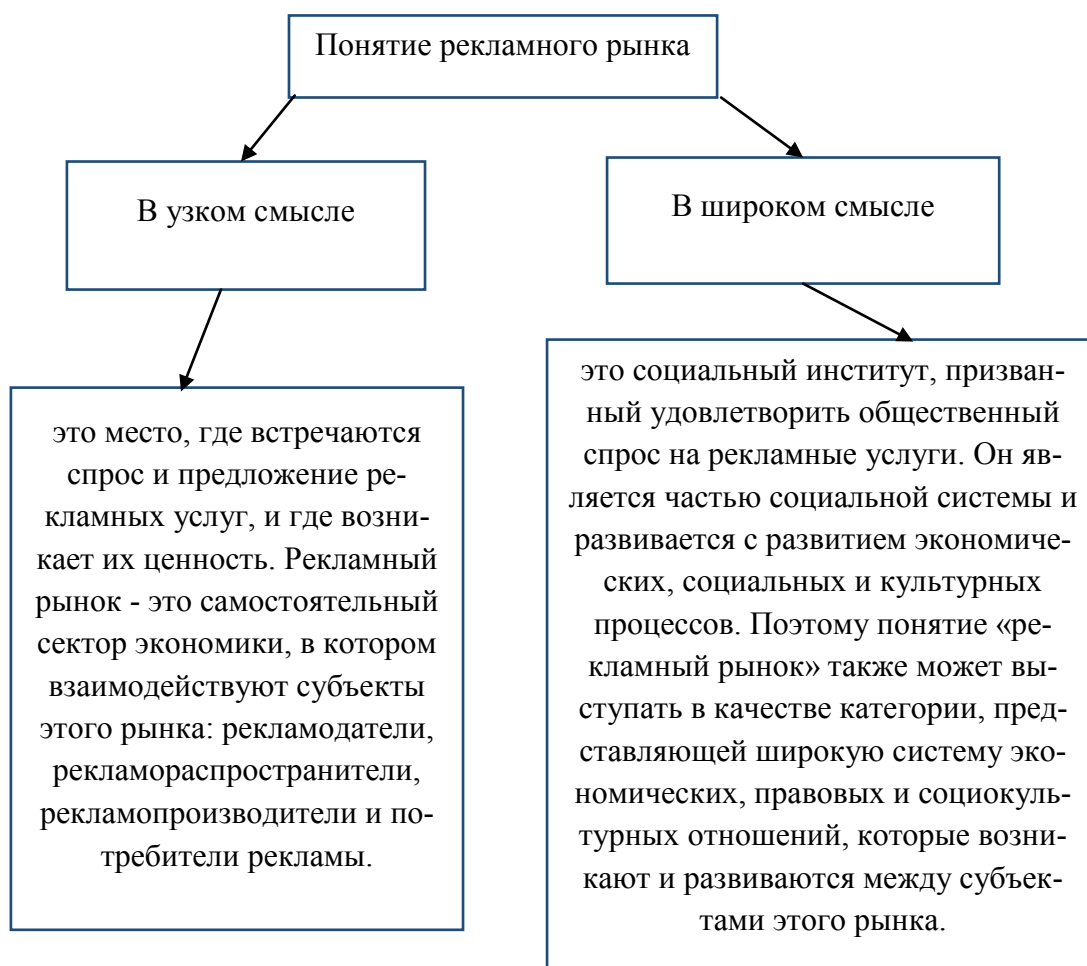 Понятие рекламного рынка
В узком смысле
В широком смысле
это место, где встречаются
спрос и предложение ре-
кламных услуг, и где возни-
кает их ценность. Рекламный
рынок - это самостоятельный
сектор экономики, в котором
взаимодействуют субъекты
этого рынка: рекламодатели,
рекламораспространители,
рекламопроизводители и по-
требители рекламы.
это социальный институт, призван-
ный удовлетворить общественный
спрос на рекламные услуги. Он яв-
ляется частью социальной системы и
развивается с развитием экономиче-
ских, социальных и культурных
процессов. Поэтому понятие «ре-
кламный рынок» также может вы-
ступать в качестве категории, пред-
ставляющей широкую систему эко-
номических, правовых и социокуль-
турных отношений, которые возни-
кают и развиваются между субъек-
тами этого рынка.